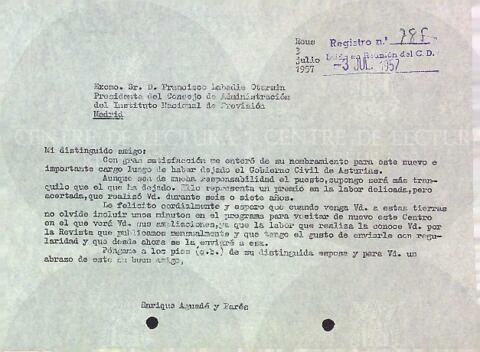 Reus
3
julio
1957
Registro n.º 785
Leído en Reunión del C. D.
-3 JUL. 1957
Excmo. Sr. D. Francisco Labadie Otermin
Presidente del Consejo de Administración
del Instituto Nacional de Previsión
Madrid
Mi distinguido amigo:
Con gran satisfacción me enteré de su nombramiento para este nuevo e
importante cargo luego de haber dejado el Gobierno Civil de Asturias.
Aunque sea de mucha responsabilidad el puesto, supongo será más tran-
quilo que el que ha dejado. Ello representa un premio en la labor delicada, pero
acertada, que realizó Vd. durante seis o siete años.
Le felicito cordialmente y espero que cuando venga Vd. a estas tierras
no olvide incluir unos minutos en el programa para visitar de nuevo este Centro
en el que verá Vd. sus ampliaciones, ya que la labor que realiza la conoce Vd. por
la Revista que publicamos mensualmente y que tengo el gusto de enviarle con regu-
laridad y que desde ahora se la enviaré a esa.
Póngame a los pies (c.b.) de su distinguida esposa y para Vd. un
abrazo de este su buen amigo,
Enrique Aguadé y Parés